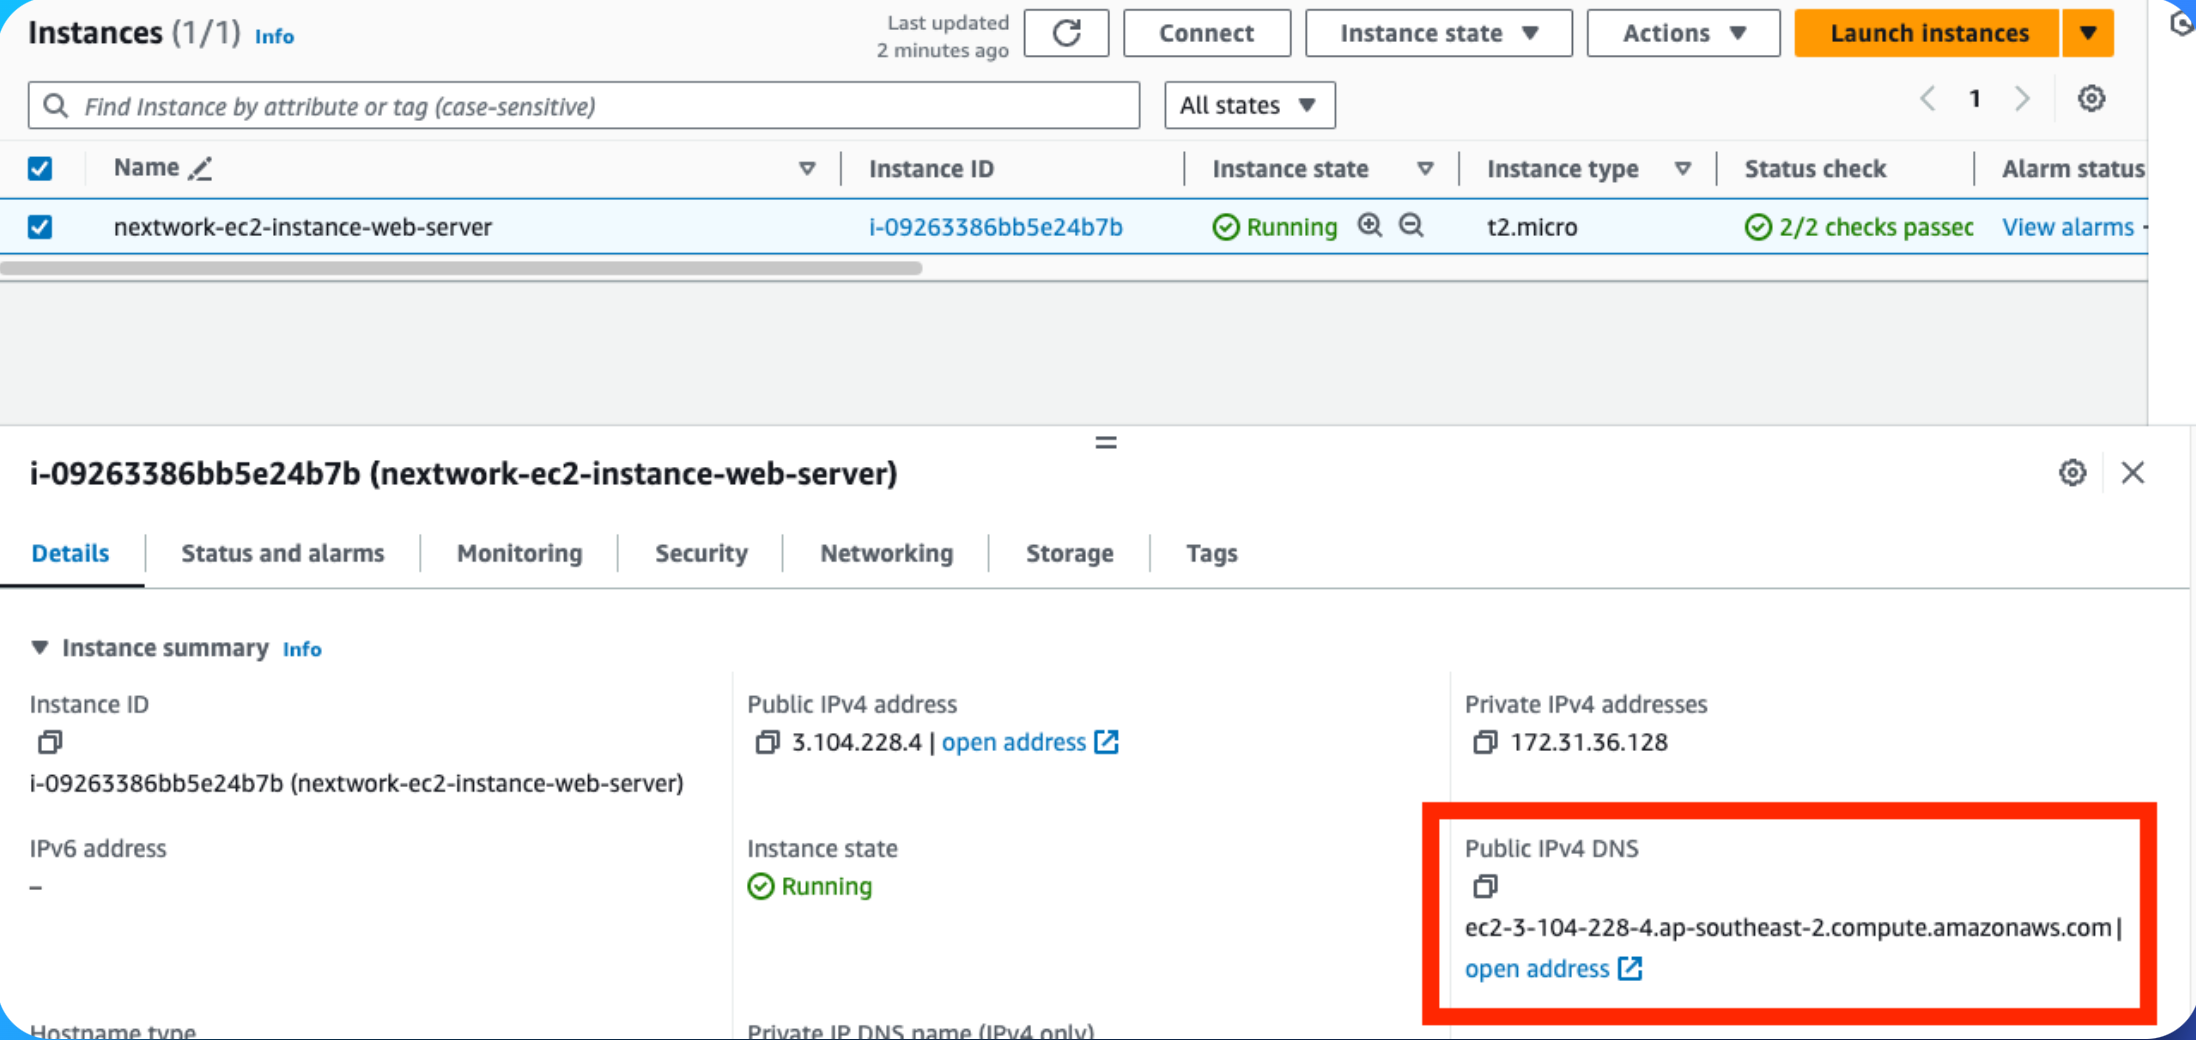 Instances (1/1) Info
Last updated
2 minutes ago
Connect
Instance state
Actions
Launch instances
Find Instance by attribute or tag (case-sensitive)
All states
1
Name
Instance ID
Instance state
Instance type
Status check
Alarm status
nextwork-ec2-instance-web-server
i-09263386bb5e24b7b
Running
t2.micro
2/2 checks passec
View alarms
i-09263386bb5e24b7b (nextwork-ec2-instance-web-server)
Details
Status and alarms
Monitoring
Security
Networking
Storage
Tags
Instance summary Info
Instance ID
i-09263386bb5e24b7b (nextwork-ec2-instance-web-server)
Public IPv4 address
3.104.228.4 | open address
Private IPv4 addresses
172.31.36.128
IPv6 address
–
Instance state
Running
Public IPv4 DNS
ec2-3-104-228-4.ap-southeast-2.compute.amazonaws.com |
open address
Hostname type
Private IP DNS name (IPv4 only)